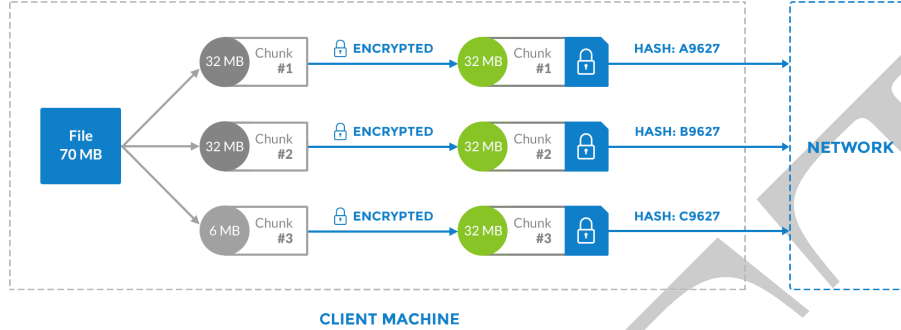 File
70 MB
32 MB
Chunk
#1
ENCRYPTED
32 MB
Chunk
#1
HASH: A9627
32 MB
Chunk
#2
ENCRYPTED
32 MB
Chunk
#2
HASH: B9627
6 MB
Chunk
#3
ENCRYPTED
32 MB
Chunk
#3
HASH: C9627
NETWORK
CLIENT MACHINE